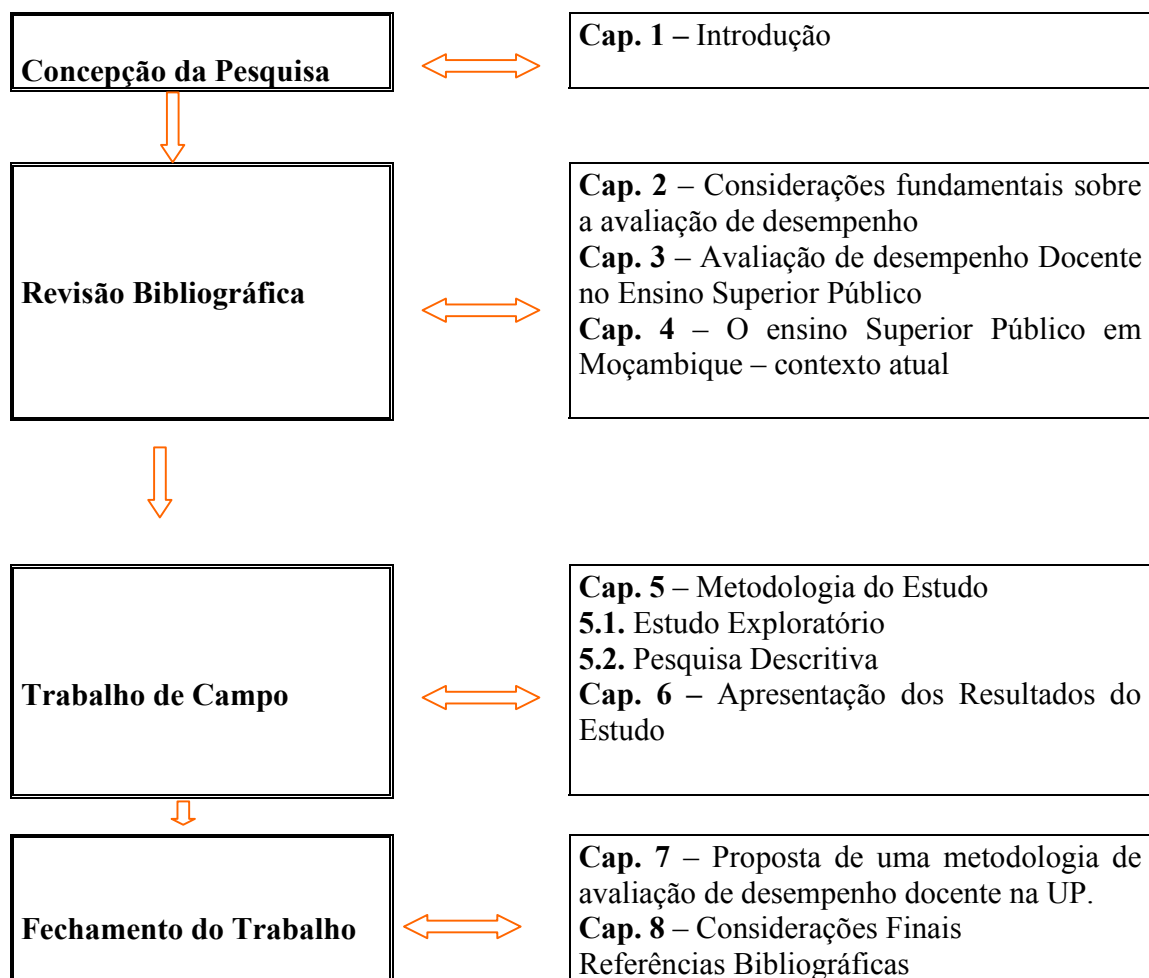 Concepção da Pesquisa
Cap. 1 – Introdução
Revisão Bibliográfica
Cap. 2 – Considerações fundamentais sobre
a avaliação de desempenho
Cap. 3 – Avaliação de desempenho Docente
no Ensino Superior Público
Cap. 4 – O ensino Superior Público em
Moçambique – contexto atual
Trabalho de Campo
Cap. 5 – Metodologia do Estudo
5.1. Estudo Exploratório
5.2. Pesquisa Descritiva
Cap. 6 – Apresentação dos Resultados do
Estudo
Fechamento do Trabalho
Cap. 7 – Proposta de uma metodologia de
avaliação de desempenho docente na UP.
Cap. 8 – Considerações Finais
Referências Bibliográficas